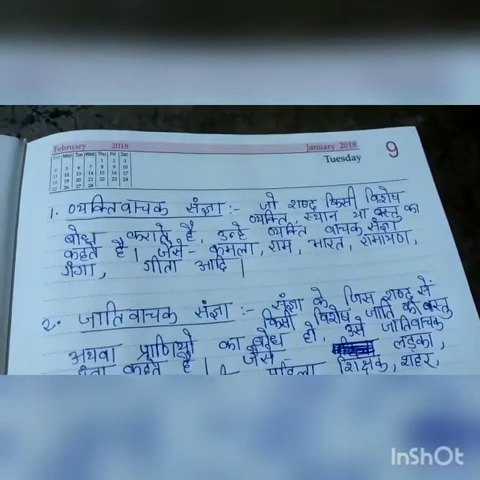 February 2018
January 2018
Tuesday
9
1. व्यक्तिवाचक संज्ञा :- जो शब्द किसी विशेष
व्यक्ति, स्थान या वस्तु का
बोध कराते है, उन्हे व्यक्ति वाचक संज्ञा
कहते है। जैसे- कमला, राम, भारत, रामायण,
गंगा, गीता आदि।
२. जातिवाचक संज्ञा :- संज्ञा के जिस शब्द से
किसी विशेष जाति की वस्तु
अथवा प्राणियो का बोध हो, उसे जातिवाचक
कहते है। जैसे- लड़का,
महिला शिक्षक, शहर,
InShOt